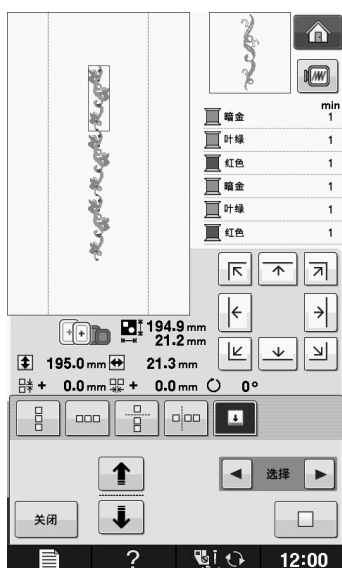 min
暗金 1
叶绿 1
红色 1
暗金 1
叶绿 1
红色 1
194.9 mm
21.2 mm
195.0 mm 21.3 mm
+ 0.0 mm + 0.0 mm 0°
选择
关闭
? 12:00